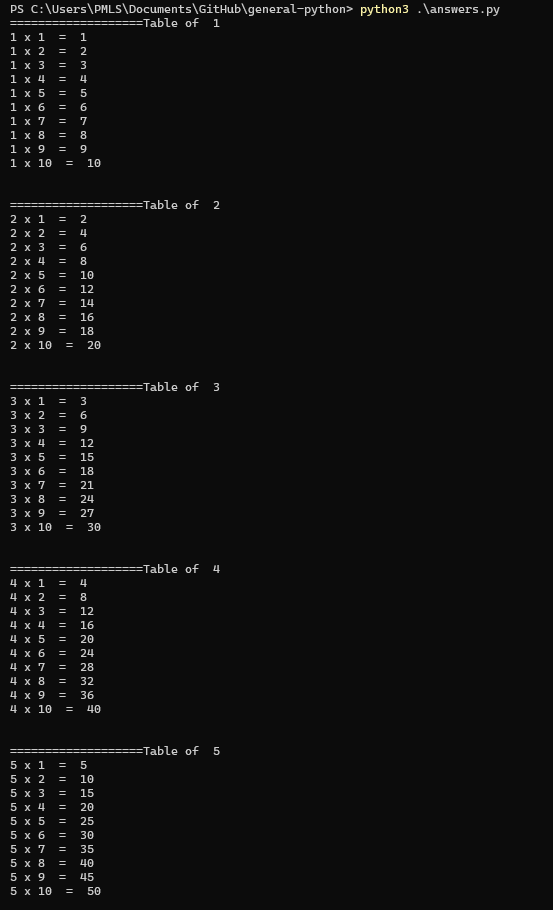 PS C:\Users\PMLS\Documents\GitHub\general-python> python3 .\answers.py
===================Table of  1
1 x 1  =  1
1 x 2  =  2
1 x 3  =  3
1 x 4  =  4
1 x 5  =  5
1 x 6  =  6
1 x 7  =  7
1 x 8  =  8
1 x 9  =  9
1 x 10  =  10
===================Table of  2
2 x 1  =  2
2 x 2  =  4
2 x 3  =  6
2 x 4  =  8
2 x 5  =  10
2 x 6  =  12
2 x 7  =  14
2 x 8  =  16
2 x 9  =  18
2 x 10  =  20
===================Table of  3
3 x 1  =  3
3 x 2  =  6
3 x 3  =  9
3 x 4  =  12
3 x 5  =  15
3 x 6  =  18
3 x 7  =  21
3 x 8  =  24
3 x 9  =  27
3 x 10  =  30
===================Table of  4
4 x 1  =  4
4 x 2  =  8
4 x 3  =  12
4 x 4  =  16
4 x 5  =  20
4 x 6  =  24
4 x 7  =  28
4 x 8  =  32
4 x 9  =  36
4 x 10  =  40
===================Table of  5
5 x 1  =  5
5 x 2  =  10
5 x 3  =  15
5 x 4  =  20
5 x 5  =  25
5 x 6  =  30
5 x 7  =  35
5 x 8  =  40
5 x 9  =  45
5 x 10  =  50